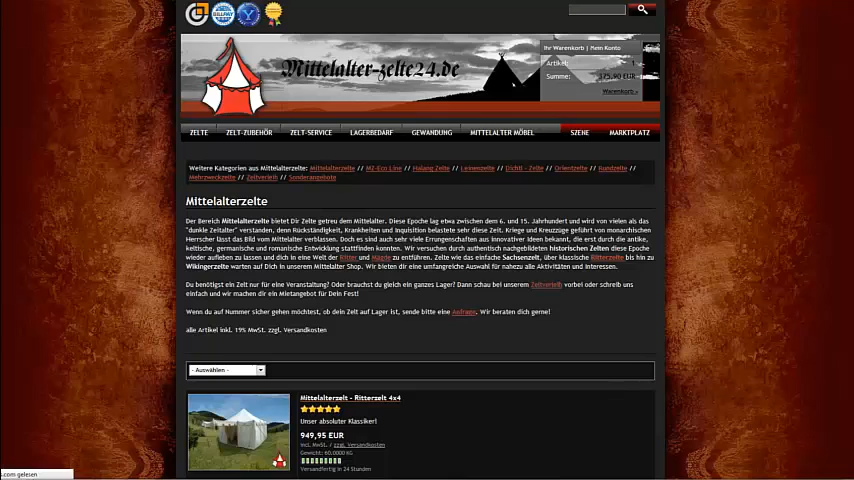 BILLPAY
Ihr Warenkorb | Mein Konto
Mittelalter-zelte24.de
Artikel: 1
Summe: 175,90 EUR
Warenkorb »
ZELTE ZELT-ZUBEHÖR ZELT-SERVICE LAGERBEDARF GEWANDUNG MITTELALTER MÖBEL SZENE MARKTPLATZ
Weitere Kategorien aus Mittelalterzelte: Mittelalterzelte // MZ-Eco Line // Halang Zelte // Leinenzelte // Dichtl - Zelte // Orientzelte // Rundzelte //
Mehrzweckzelte // Zeltverleih // Sonderangebote
Mittelalterzelte
Der Bereich Mittelalterzelte bietet Dir Zelte getreu dem Mittelalter. Diese Epoche lag etwa zwischen dem 6. und 15. Jahrhundert und wird von vielen als das
"dunkle Zeitalter" verstanden, denn Rückständigkeit, Krankheiten und Inquisition belastete sehr diese Zeit. Kriege und Kreuzzüge geführt von monarchischen
Herrscher lässt das Bild vom Mittelalter verblassen. Doch es sind auch sehr viele Errungenschaften aus innovativer Ideen bekannt, die erst durch die antike,
keltische, germanische und romanische Entwicklung stattfinden konnten. Wir versuchen durch authentisch nachgebildeten historischen Zelten diese Epoche
wieder aufleben zu lassen und dich in eine Welt der Ritter und Mägde zu entführen. Zelte wie das einfache Sachsenzelt, über klassische Ritterzelte bis hin zu
Wikingerzelte warten auf Dich in unserem Mittelalter Shop. Wir bieten dir eine umfangreiche Auswahl für nahezu alle Aktivitäten und Interessen.
Du benötigst ein Zelt nur für eine Veranstaltung? Oder brauchst du gleich ein ganzes Lager? Dann schau bei unserem Zeltverleih vorbei oder schreib uns
einfach und wir machen dir ein Mietangebot für Dein Fest!
Wenn du auf Nummer sicher gehen möchtest, ob dein Zelt auf Lager ist, sende bitte eine Anfrage. Wir beraten dich gerne!
alle Artikel inkl. 19% MwSt. zzgl. Versandkosten
- Auswählen -
Mittelalterzelt - Ritterzelt 4x4
Unser absoluter Klassiker!
949,95 EUR
incl. MwSt. / zzgl. Versandkosten
Gewicht: 60.0000 KG
Versandfertig in 24 Stunden
s.com gelesen